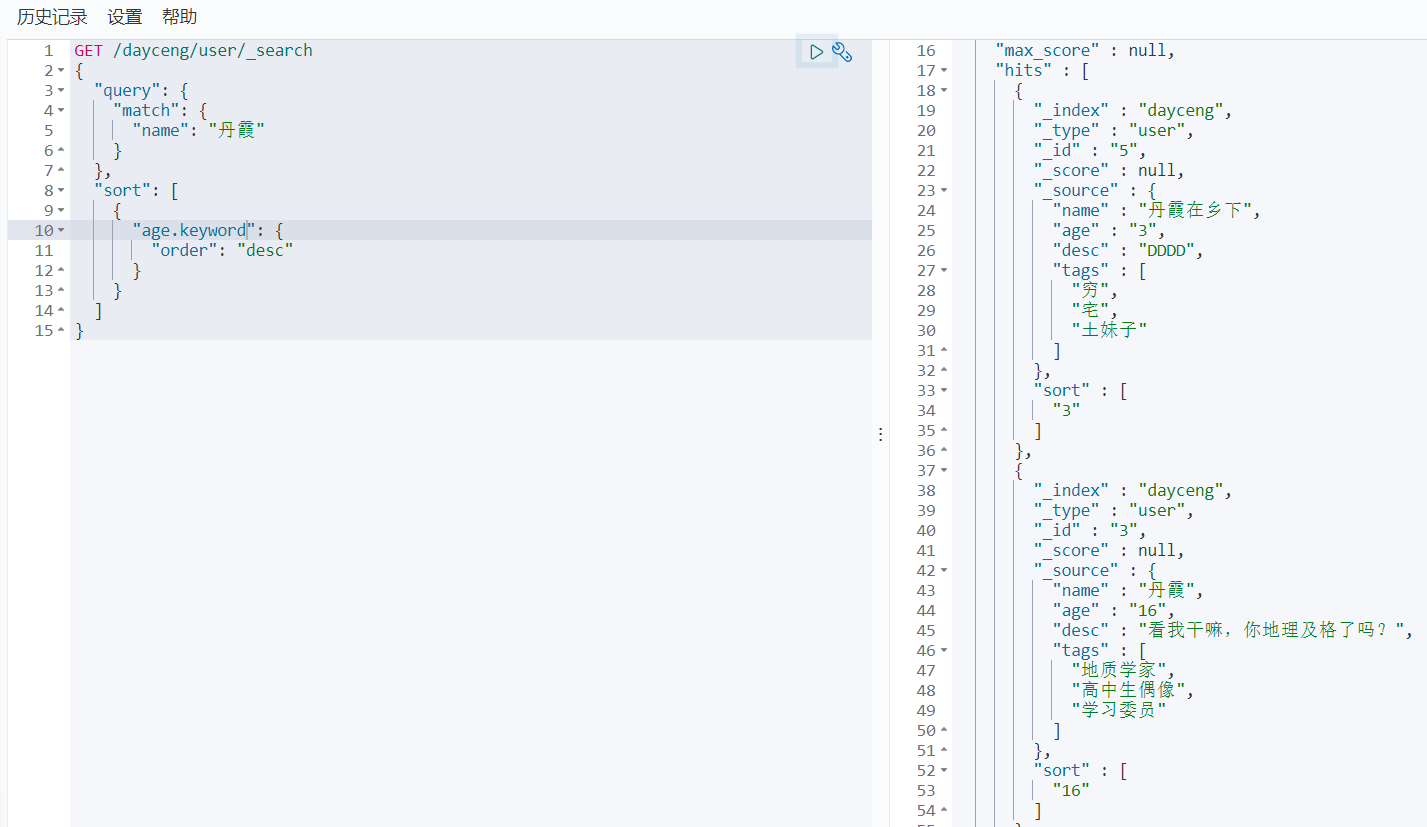 历史记录 设置 帮助
1 GET /dayceng/user/_search
2 {
3 "query": {
4 "match": {
5 "name": "丹霞"
6 }
7 },
8 "sort": [
9 {
10 "age.keyword": {
11 "order": "desc"
12 }
13 }
14 ]
15 }
16 "max_score" : null,
17 "hits" : [
18 {
19 "_index" : "dayceng",
20 "_type" : "user",
21 "_id" : "5",
22 "_score" : null,
23 "_source" : {
24 "name" : "丹霞在乡下",
25 "age" : "3",
26 "desc" : "DDDD",
27 "tags" : [
28 "穷",
29 "宅",
30 "土妹子"
31 ]
32 },
33 "sort" : [
34 "3"
35 ]
36 },
37 {
38 "_index" : "dayceng",
39 "_type" : "user",
40 "_id" : "3",
41 "_score" : null,
42 "_source" : {
43 "name" : "丹霞",
44 "age" : "16",
45 "desc" : "看我干嘛，你地理及格了吗？",
46 "tags" : [
47 "地质学家",
48 "高中生偶像",
49 "学习委员"
50 ]
51 },
52 "sort" : [
53 "16"
54 ]